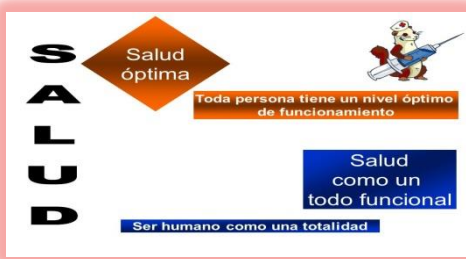 SALUD
Salud
óptima
Toda persona tiene un nivel óptimo
de funcionamiento
Salud
como un
todo funcional
Ser humano como una totalidad